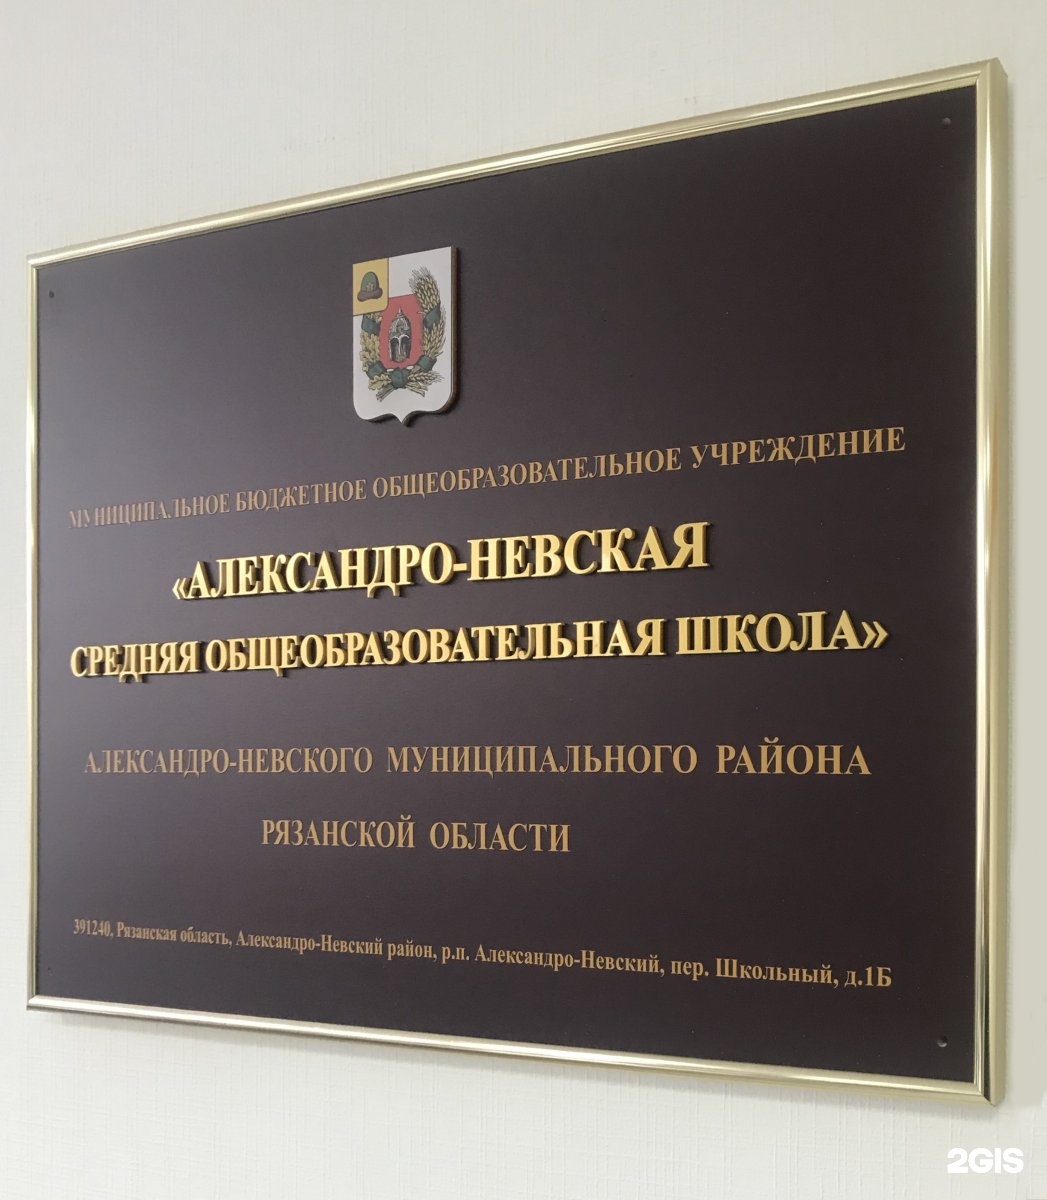 МУНИЦИПАЛЬНОЕ БЮДЖЕТНОЕ ОБЩЕОБРАЗОВАТЕЛЬНОЕ УЧРЕЖДЕНИЕ
«АЛЕКСАНДРО-НЕВСКАЯ
СРЕДНЯЯ ОБЩЕОБРАЗОВАТЕЛЬНАЯ ШКОЛА»
АЛЕКСАНДРО-НЕВСКОГО МУНИЦИПАЛЬНОГО РАЙОНА
РЯЗАНСКОЙ ОБЛАСТИ
391240, Рязанская область, Александро-Невский район, р.п. Александро-Невский, пер. Школьный, д.1Б
2GIS